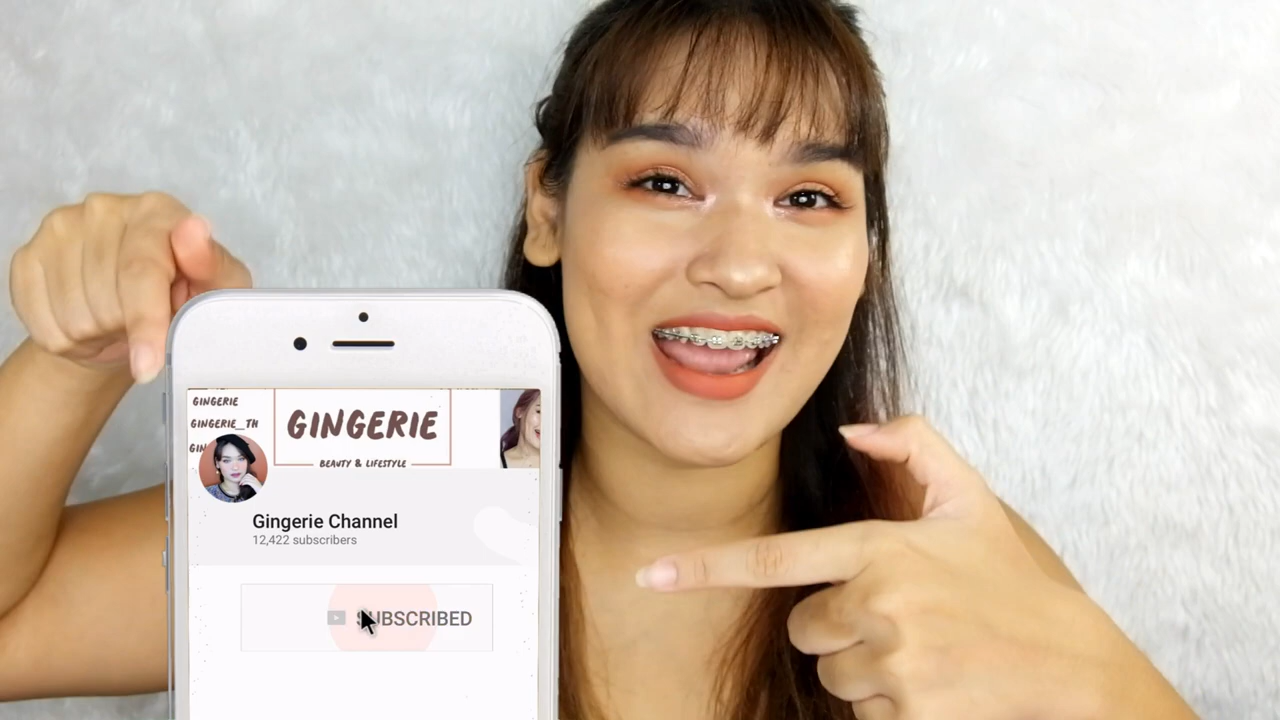 GINGERIE
GINGERIE_TH
GINGERIE
BEAUTY & LIFESTYLE
Gingerie Channel
12,422 subscribers
SUBSCRIBED